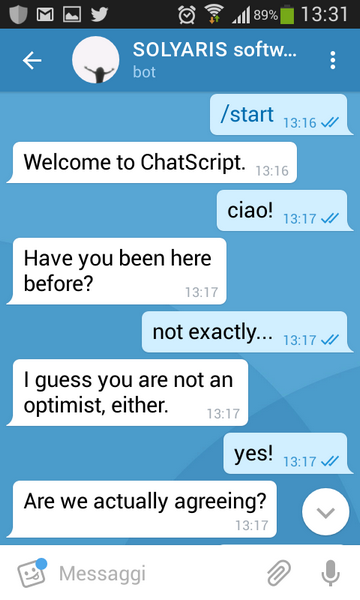 89% 13:31
SOLYARIS softw...
bot
/start 13:16
Welcome to ChatScript. 13:16
ciao! 13:17
Have you been here
before?
13:17
not exactly... 13:17
I guess you are not an
optimist, either. 13:17
yes! 13:17
Are we actually agreeing?
13:17
Messaggi